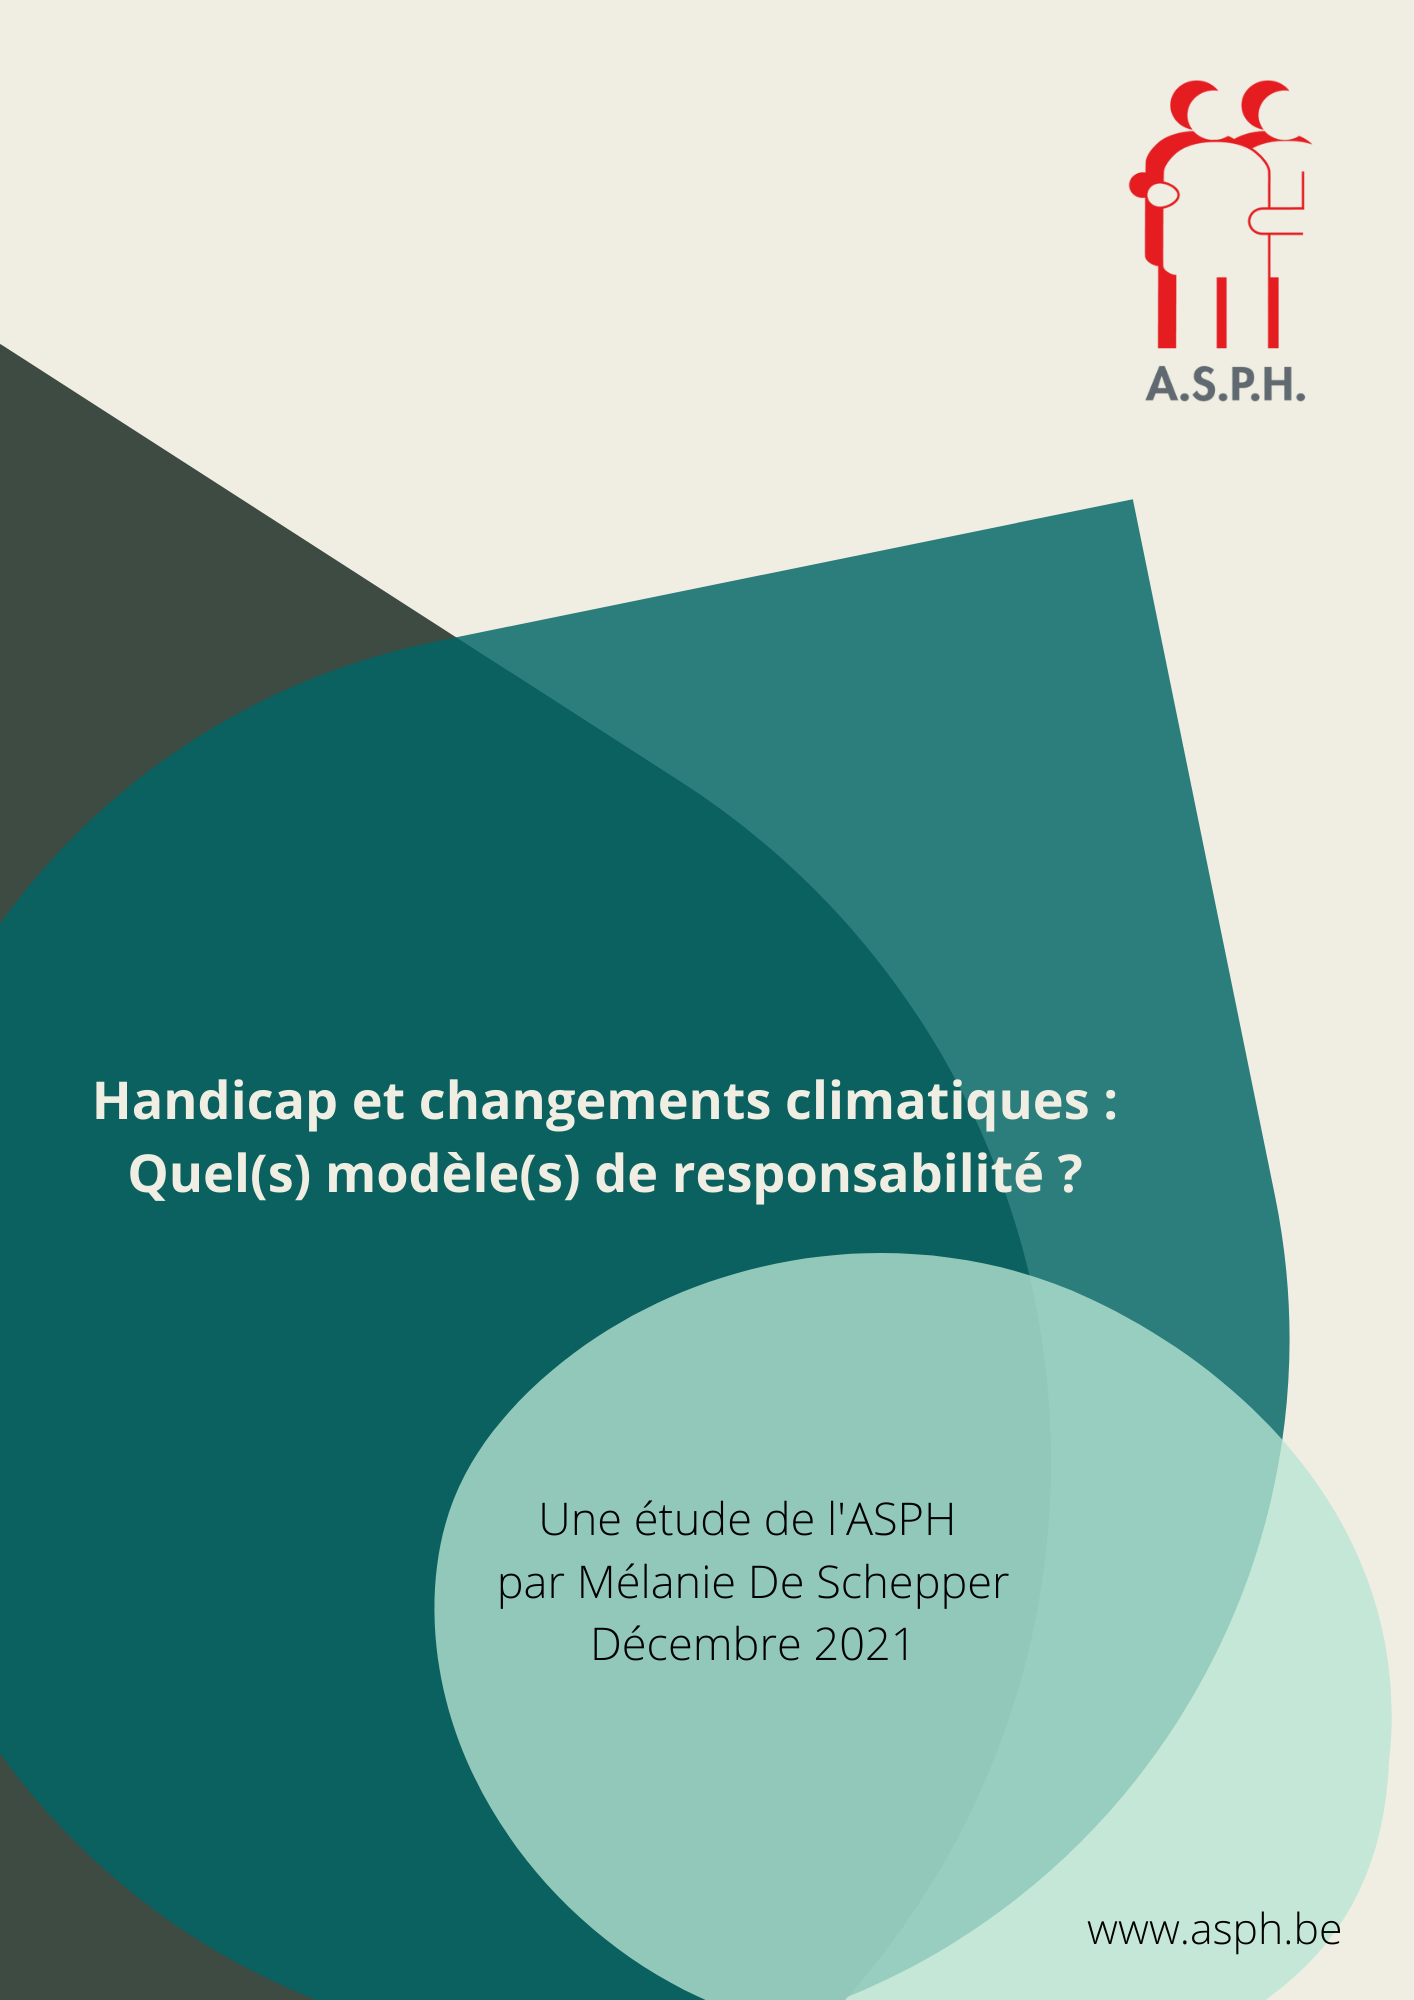 A.S.P.H.
Handicap et changements climatiques :
Quel(s) modèle(s) de responsabilité ?
Une étude de l'ASPH
par Mélanie De Schepper
Décembre 2021
www.asph.be